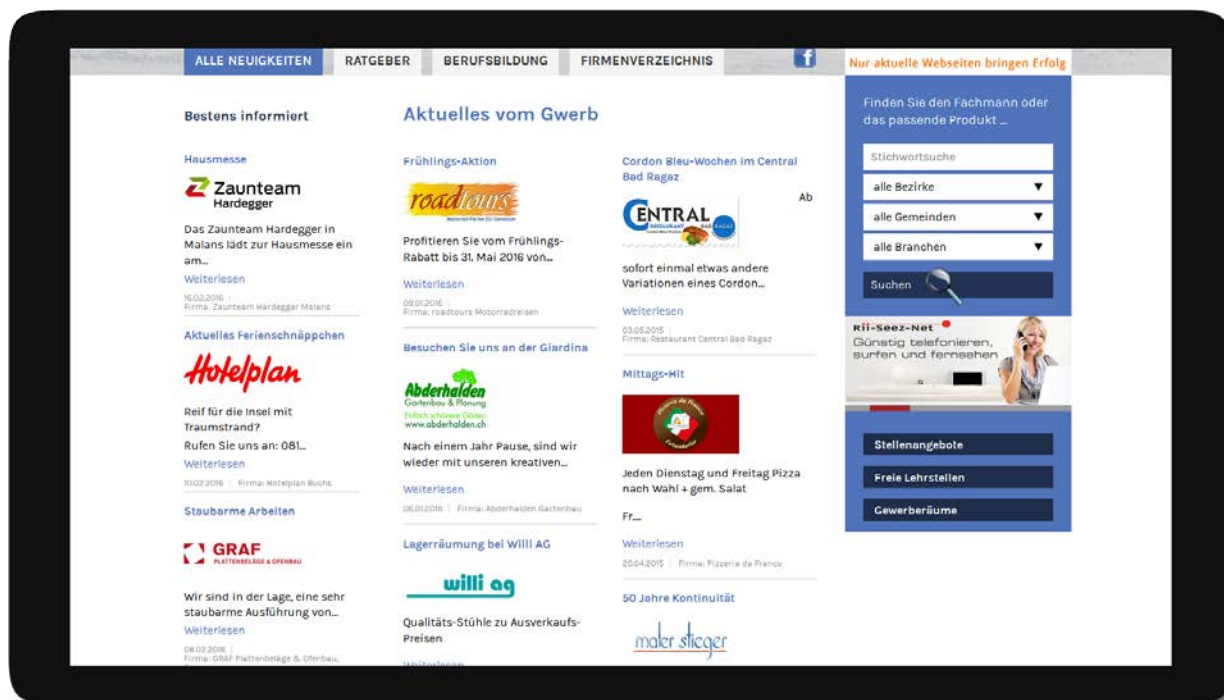 ALLE NEUIGKEITEN
RATGEBER
BERUFSBILDUNG
FIRMENVERZEICHNIS
f
Nur aktuelle Webseiten bringen Erfolg
Bestens informiert
Hausmesse
Zaunteam
Hardegger
Das Zaunteam Hardegger in
Malans lädt zur Hausmesse ein
am...
Weiterlesen
16.02.2016
Firma: Zaunteam Hardegger Malans
Aktuelles Ferienschnäppchen
Hotelplan
Reif für die Insel mit
Traumstrand?
Rufen Sie uns an: 081...
Weiterlesen
10.02.2016 | Firma: Hotelplan Buchs
Staubarme Arbeiten
GRAF
PLATTENBELÄGE & OFENBAU
Wir sind in der Lage, eine sehr
staubarme Ausführung von...
Weiterlesen
08.02.2016
Firma: GRAF Plattenbeläge & Ofenbau,
Aktuelles vom Gwerb
Frühlings-Aktion
roadtours
Profitieren Sie vom Frühlings-
Rabatt bis 31. Mai 2016 von...
Weiterlesen
08.01.2016
Firma: roadtours Motorradreisen
Besuchen Sie uns an der Giardina
Abderhalden
Gartenbau & Planung
Einfach schönere Gärten
www.abderhalden.ch
Nach einem Jahr Pause, sind wir
wieder mit unseren kreativen...
Weiterlesen
06.01.2016 | Firma: Abderhalden Gartenbau
Lagerräumung bei Willi AG
willi ag
Qualitäts-Stühle zu Ausverkaufs-
Preisen
Weiterlesen
Cordon Bleu-Wochen im Central
Bad Ragaz
Ab
CENTRAL
RESTAURANT BAD RAGAZ
sofort einmal etwas andere
Variationen eines Cordon...
Weiterlesen
03.05.2015
Firma: Restaurant Central Bad Ragaz
Mittags-Hit
Jeden Dienstag und Freitag Pizza
nach Wahl + gem. Salat
Fr....
Weiterlesen
20.04.2015 | Firma: Pizzeria da Franco
50 Jahre Kontinuität
maler stieger
Finden Sie den Fachmann oder
das passende Produkt ...
Stichwortsuche
alle Bezirke
alle Gemeinden
alle Branchen
Suchen
Rii-Seez-Net
Günstig telefonieren,
surfen und fernsehen
Stellenangebote
Freie Lehrstellen
Gewerberäume